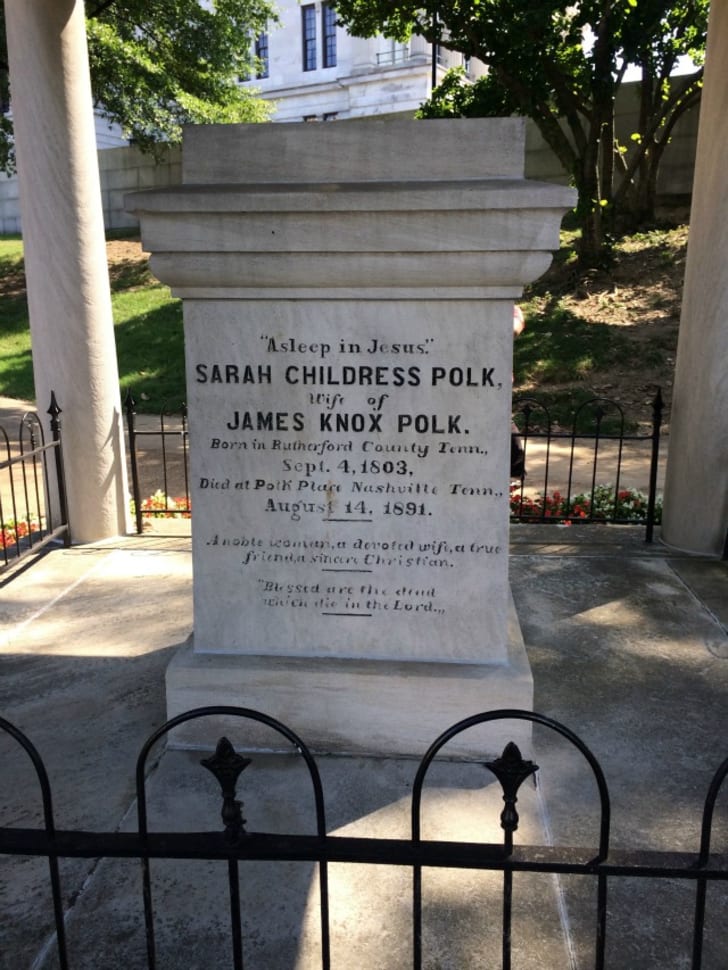 "Asleep in Jesus."
SARAH CHILDRESS POLK,
Wife of
JAMES KNOX POLK.
Born in Rutherford County Tenn.,
Sept. 4, 1803,
Died at Polk Place Nashville Tenn.,
August 14, 1891.
A noble woman, a devoted wife, a true
friend, a sincere Christian.
"Blessed are the dead
which die in the Lord.,,